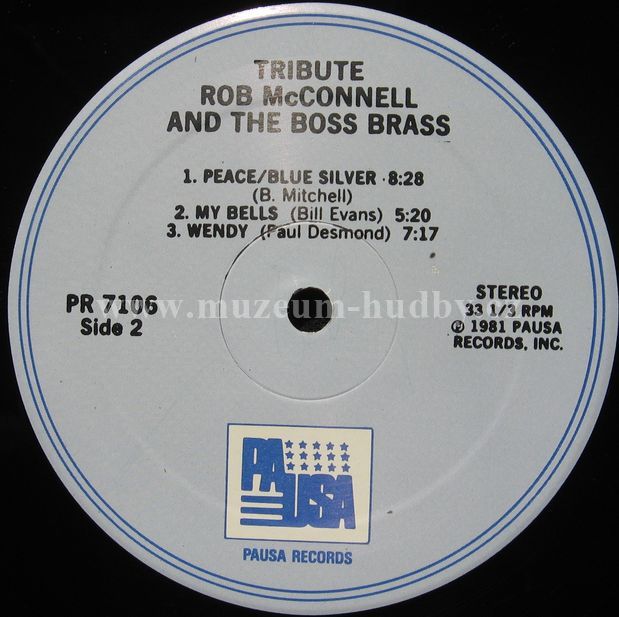 TRIBUTE
ROB McCONNELL
AND THE BOSS BRASS
1. PEACE/BLUE SILVER 8:28
(B. Mitchell)
2. MY BELLS (Bill Evans) 5:20
3. WENDY (Paul Desmond) 7:17
PR 7106
Side 2
STEREO
33 1/3 RPM
℗ 1981 PAUSA
RECORDS, INC.
www.muzeum-hudby.cz
PAUSA
PAUSA RECORDS